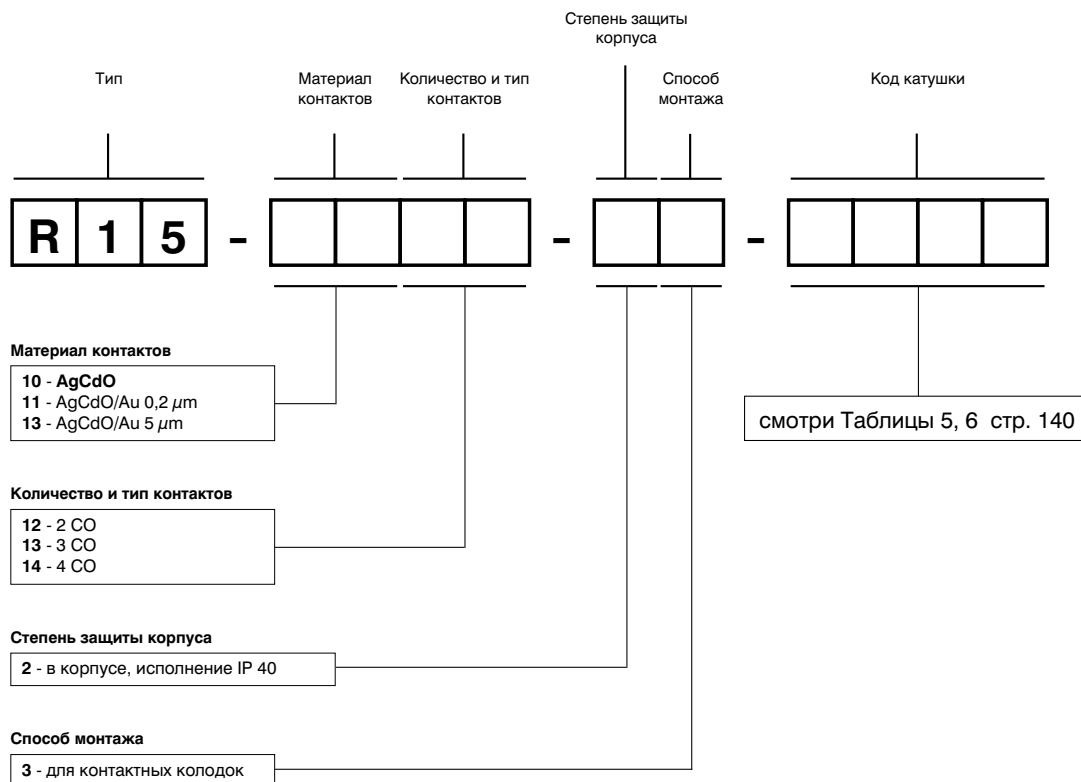 Степень защиты
корпуса
Тип
Материал
контактов
Количество и тип
контактов
Способ
монтажа
Код катушки
R 1 5 - - -
Материал контактов
10 - AgCdO
11 - AgCdO/Au 0,2 µm
13 - AgCdO/Au 5 µm
смотри Таблицы 5, 6 стр. 140
Количество и тип контактов
12 - 2 CO
13 - 3 CO
14 - 4 CO
Степень защиты корпуса
2 - в корпусе, исполнение IP 40
Способ монтажа
3 - для контактных колодок